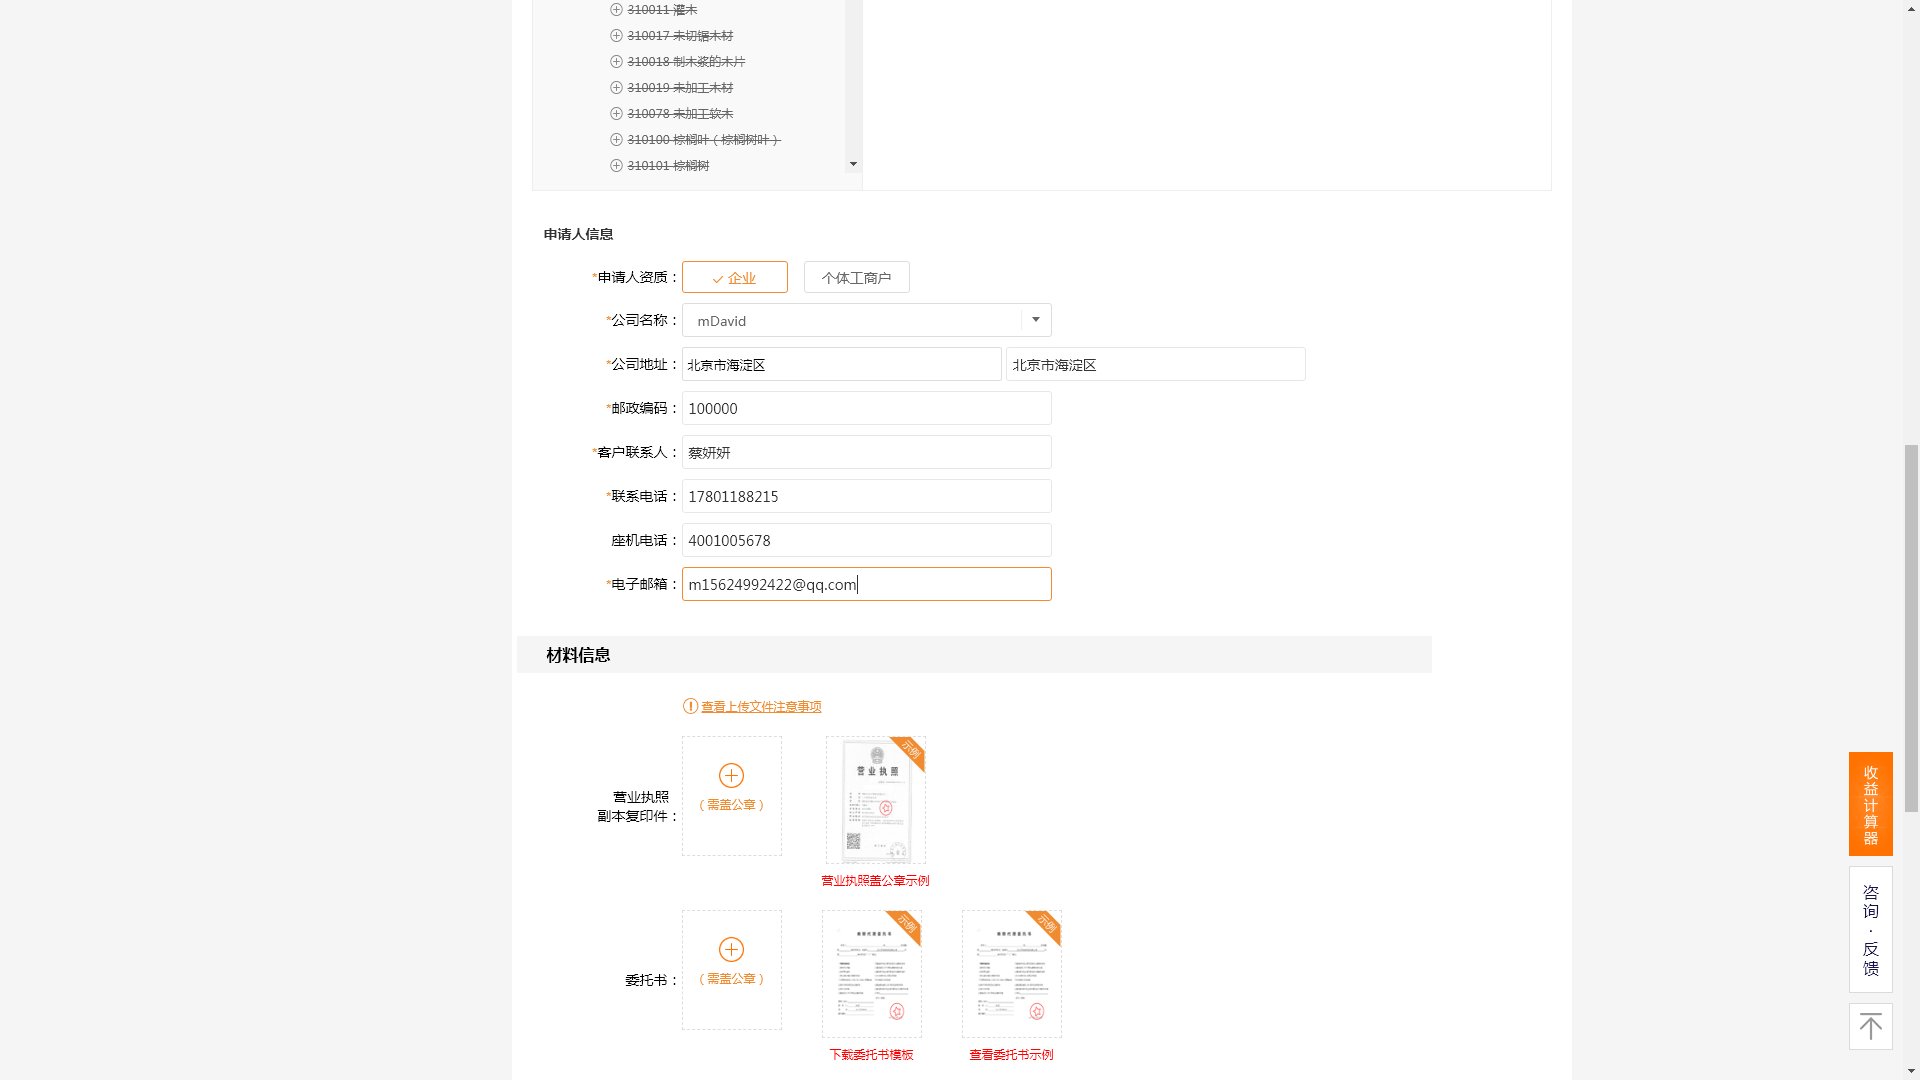 310011 灌木
310017 未切锯木材
310018 制木浆的木片
310019 未加工木材
310078 未加工软木
310100 棕榈叶（棕榈树叶）
310101 棕榈树
申请人信息
*申请人资质： 企业 个体工商户
*公司名称： mDavid
*公司地址： 北京市海淀区 北京市海淀区
*邮政编码： 100000
*客户联系人： 蔡妍妍
*联系电话： 17801188215
座机电话： 4001005678
*电子邮箱： m15624992422@qq.com
材料信息
查看上传文件注意事项
营业执照
副本复印件：
（需盖公章）
示例
营业执照
营业执照盖公章示例
委托书：
（需盖公章）
示例
示例
下载委托书模板
查看委托书示例
收益计算器
咨询·反馈